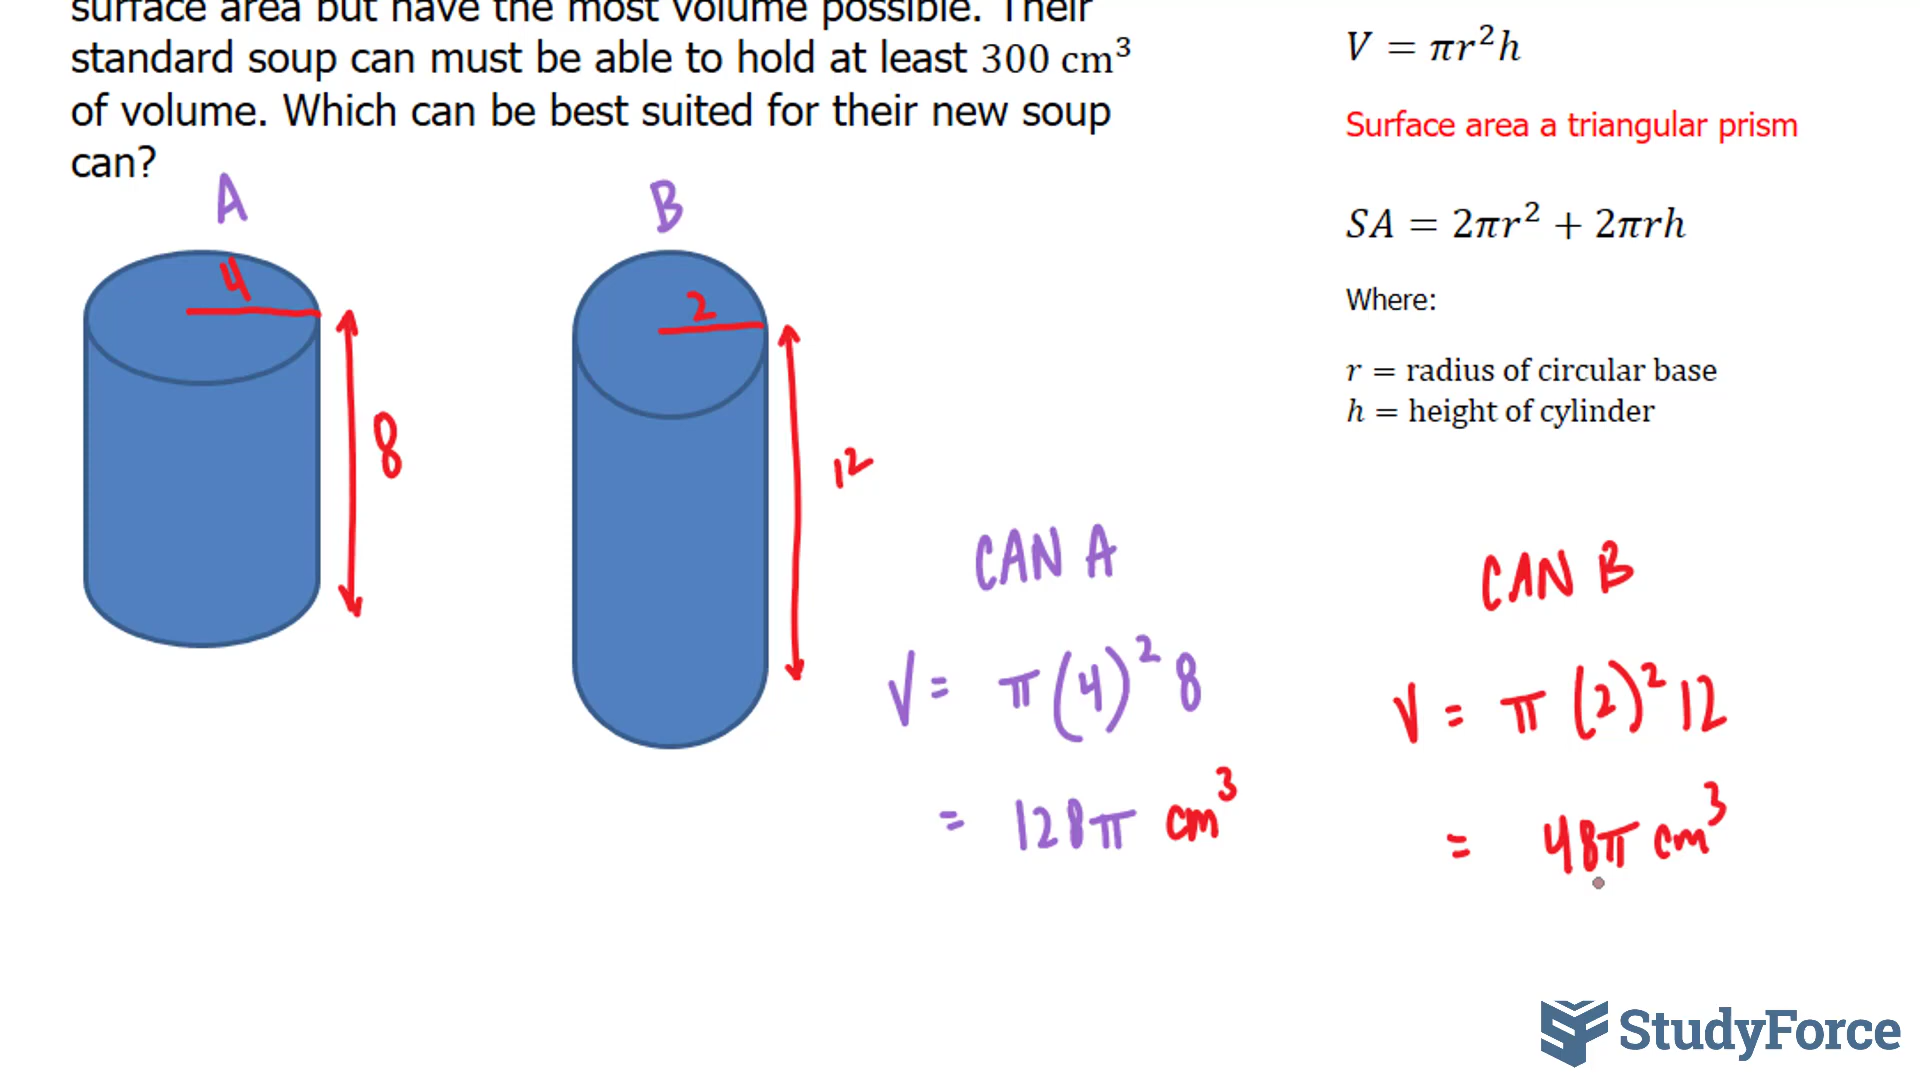 surface area but have the most volume possible. Their
standard soup can must be able to hold at least 300 cm³
of volume. Which can be best suited for their new soup
can?
A
B
4
8
2
12
V = πr²h
Surface area a triangular prism
SA = 2πr² + 2πrh
Where:
r = radius of circular base
h = height of cylinder
CAN A
V = π(4)² 8
= 128π cm³
CAN B
V = π (2)² 12
= 48π cm³
StudyForce